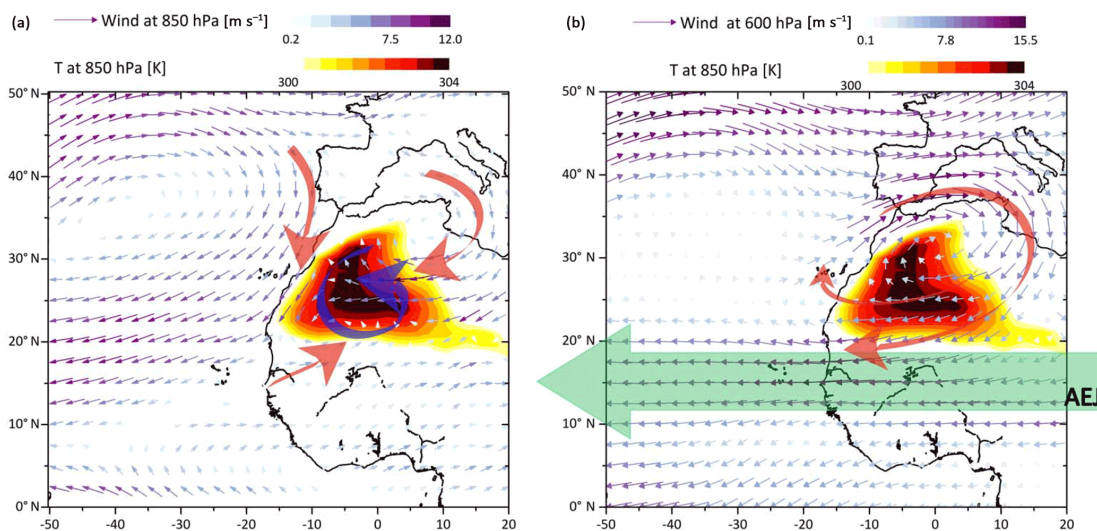 (a) Wind at 850 hPa [m s⁻¹]
0.2 7.5 12.0
T at 850 hPa [K]
300 304
50° N
40° N
30° N
20° N
10° N
0° N
-50 -40 -30 -20 -10 0 10 20
(b) Wind at 600 hPa [m s⁻¹]
0.1 7.8 15.5
T at 850 hPa [K]
300 304
50° N
40° N
30° N
20° N
10° N
0° N
AEJ
-50 -40 -30 -20 -10 0 10 20